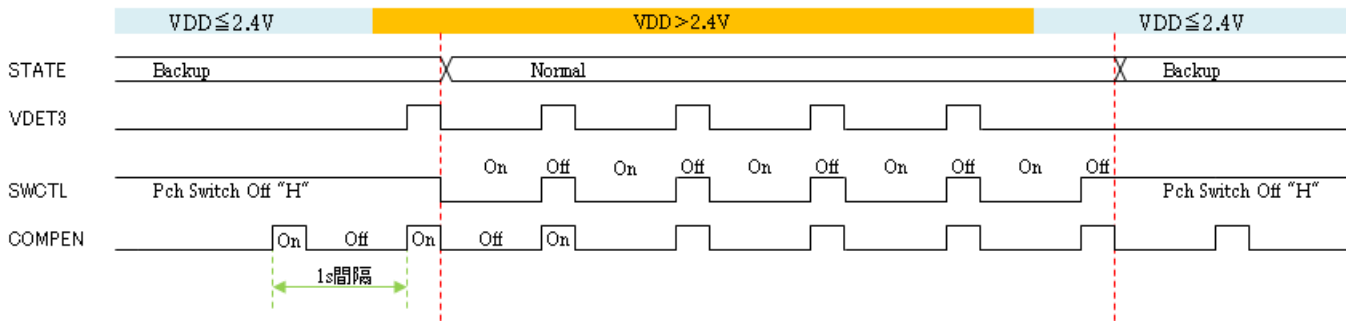 VDD≦2.4V VDD>2.4V VDD≦2.4V
STATE Backup Normal Backup
VDET3
On Off On Off On Off On Off On Off
SWCTL Pch Switch Off "H" Pch Switch Off "H"
COMPEN On Off On Off On
1s間隔